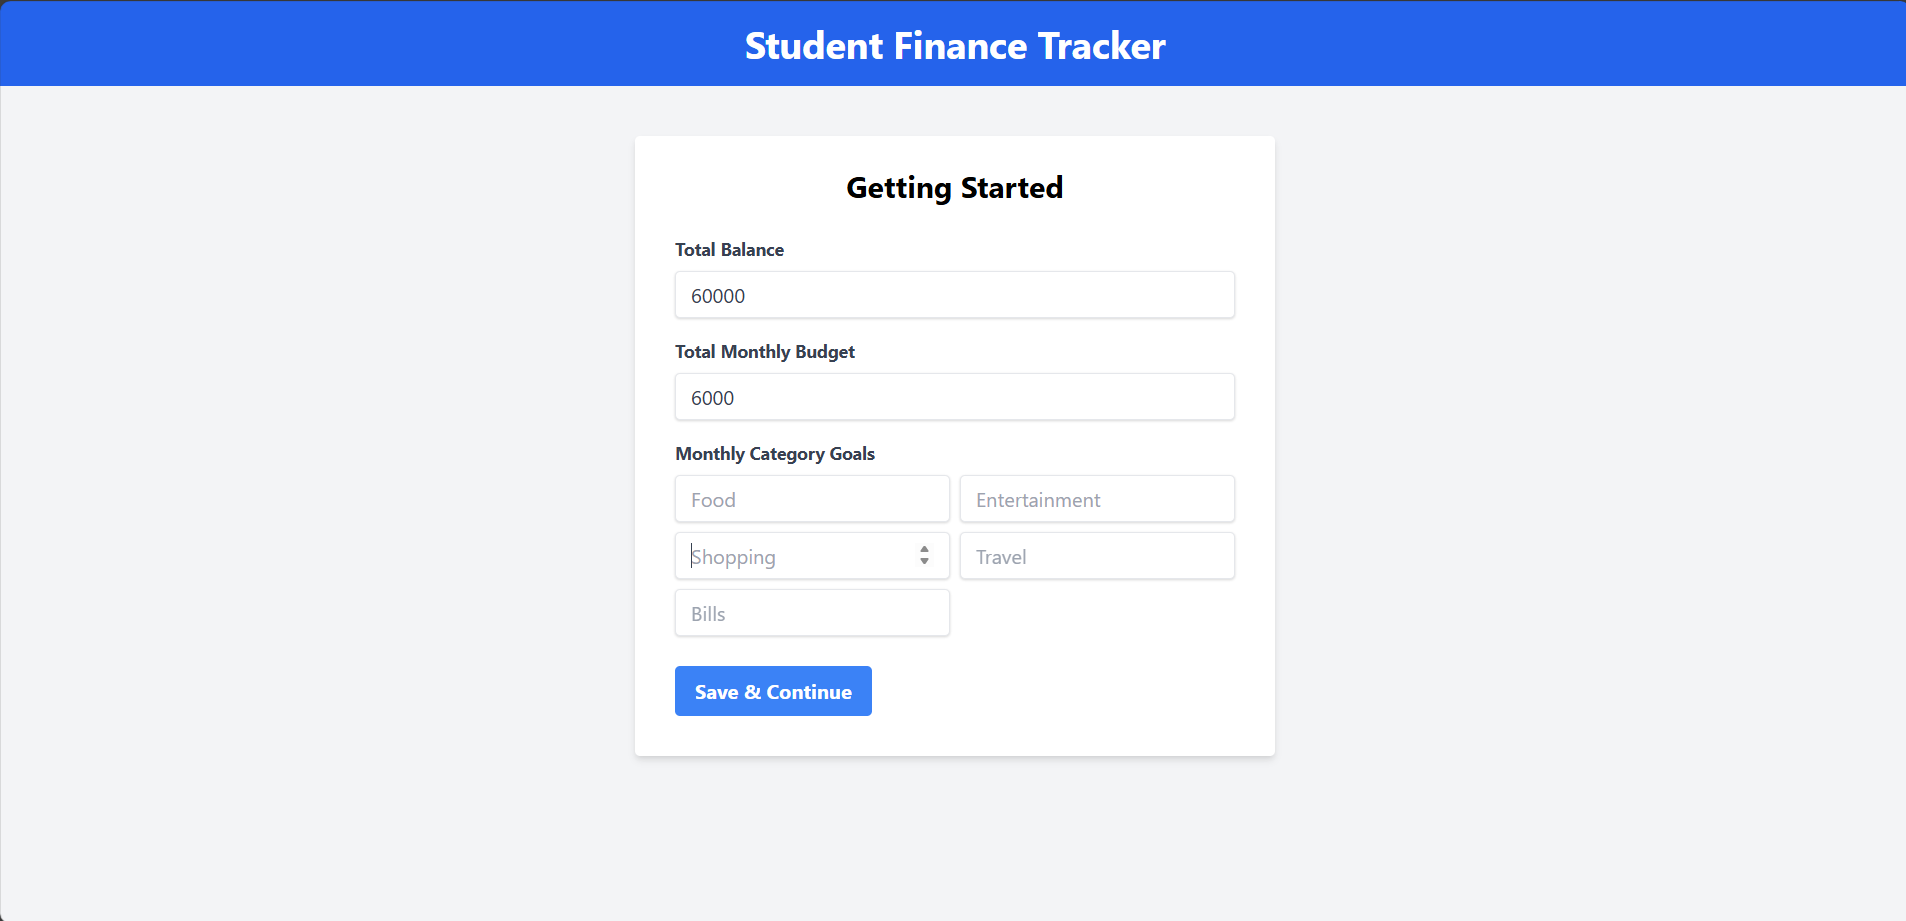 Student Finance Tracker
Getting Started
Total Balance
60000
Total Monthly Budget
6000
Monthly Category Goals
Food
Entertainment
Shopping
Travel
Bills
Save & Continue